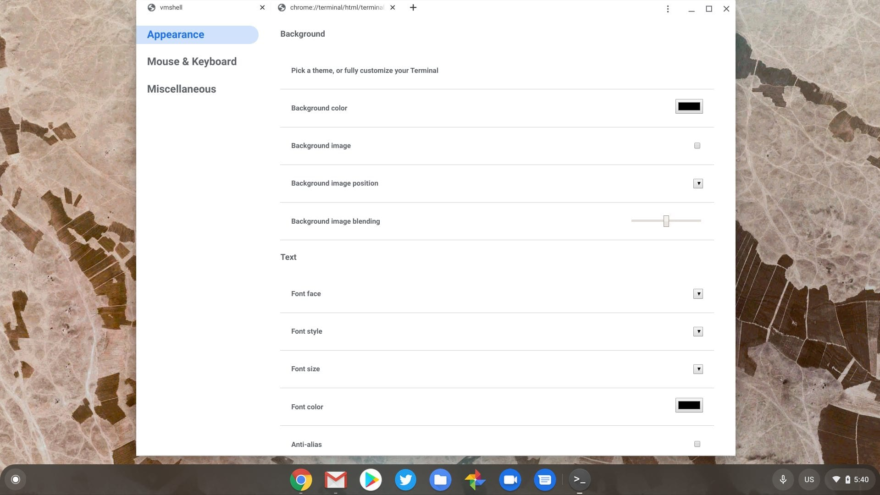 vmshell
chrome://terminal/html/terminal
Appearance
Mouse & Keyboard
Miscellaneous
Background
Pick a theme, or fully customize your Terminal
Background color
Background image
Background image position
Background image blending
Text
Font face
Font style
Font size
Font color
Anti-alias
>_
US
5:40